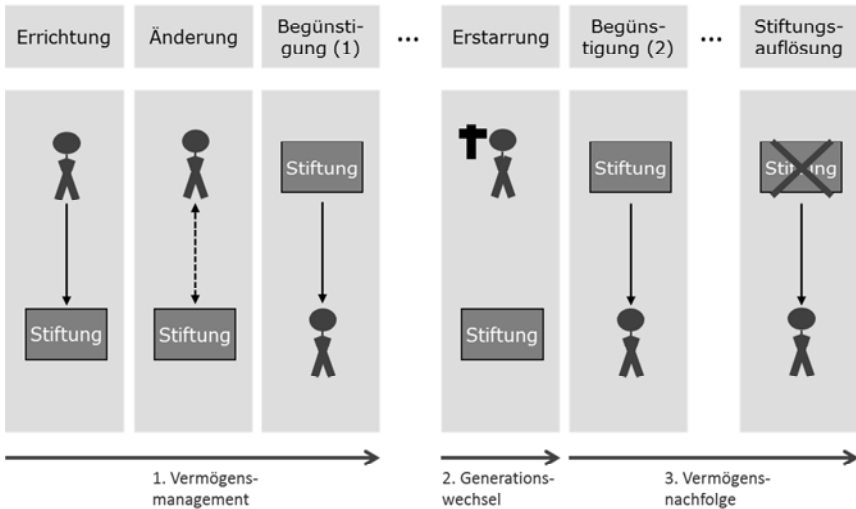 Errichtung
Änderung
Begünsti-
gung (1)
...
Erstarrung
Begüns-
tigung (2)
...
Stiftungs-
auflösung
Stiftung
Stiftung
Stiftung
Stiftung
Stiftung
Stiftung
1. Vermögens-
management
2. Generations-
wechsel
3. Vermögens-
nachfolge